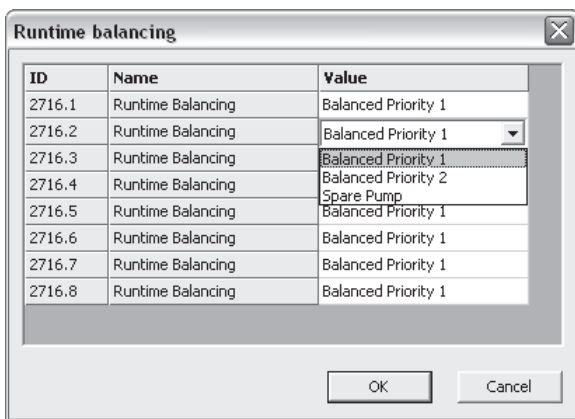 Runtime balancing
ID Name Value
2716.1 Runtime Balancing Balanced Priority 1
2716.2 Runtime Balancing Balanced Priority 1
2716.3 Runtime Balancing Balanced Priority 1
2716.4 Runtime Balancing Balanced Priority 2
Spare Pump
2716.5 Runtime Balancing Balanced Priority 1
2716.6 Runtime Balancing Balanced Priority 1
2716.7 Runtime Balancing Balanced Priority 1
2716.8 Runtime Balancing Balanced Priority 1
OK Cancel